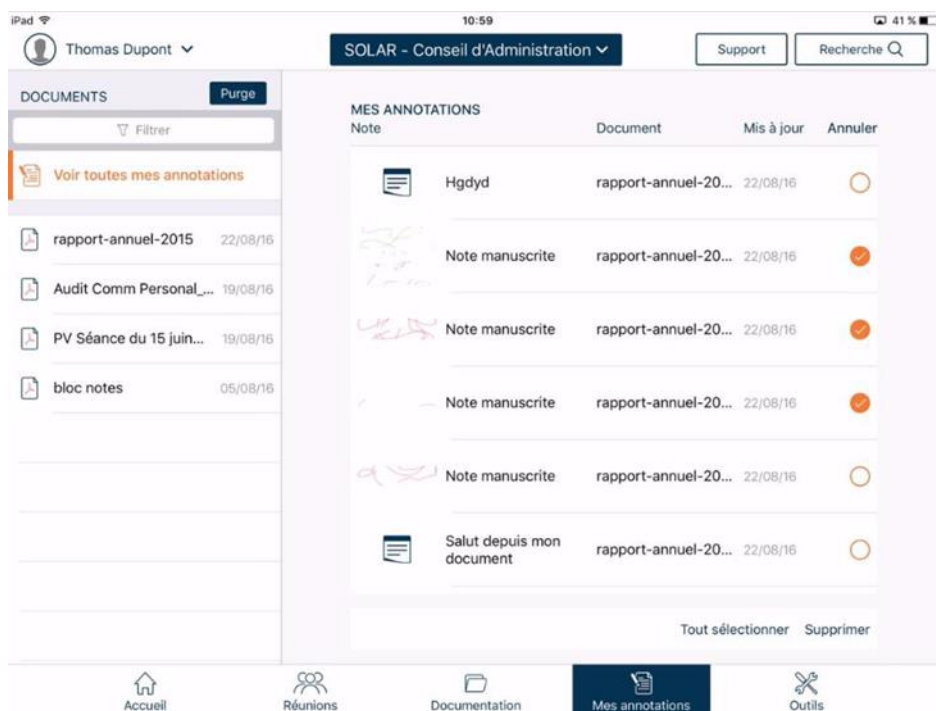 iPad 10:59 41 %
Thomas Dupont SOLAR - Conseil d'Administration Support Recherche
DOCUMENTS Purge
Filtrer
Voir toutes mes annotations
rapport-annuel-2015 22/08/16
Audit Comm Personal_... 19/08/16
PV Séance du 15 juin... 19/08/16
bloc notes 05/08/16
MES ANNOTATIONS
Note Document Mis à jour Annuler
Hgdyd rapport-annuel-20... 22/08/16
Note manuscrite rapport-annuel-20... 22/08/16
Note manuscrite rapport-annuel-20... 22/08/16
Note manuscrite rapport-annuel-20... 22/08/16
Note manuscrite rapport-annuel-20... 22/08/16
Salut depuis mon
document rapport-annuel-20... 22/08/16
Tout sélectionner Supprimer
Accueil Réunions Documentation Mes annotations Outils